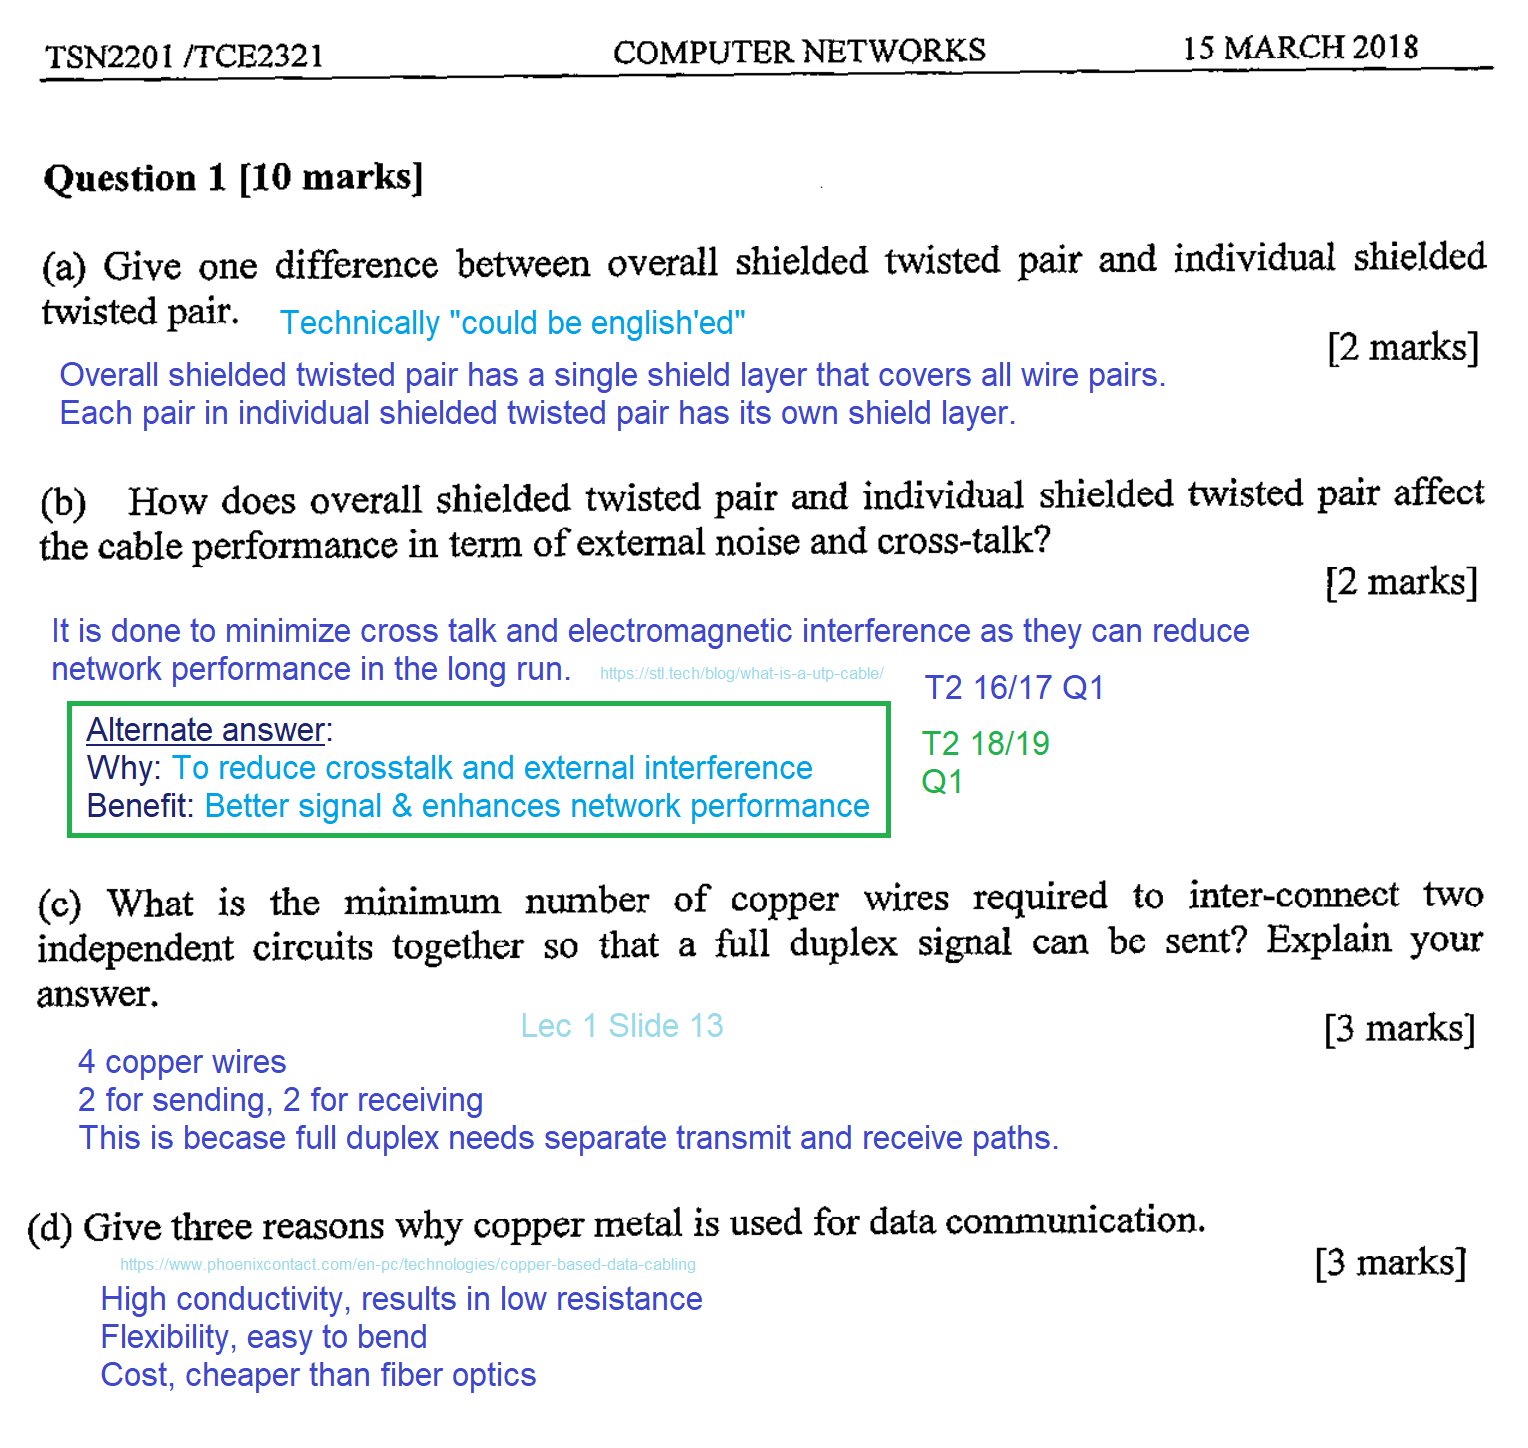 TSN2201 /TCE2321 COMPUTER NETWORKS 15 MARCH 2018
Question 1 [10 marks]
(a) Give one difference between overall shielded twisted pair and individual shielded
twisted pair. Technically "could be english'ed"
[2 marks]
Overall shielded twisted pair has a single shield layer that covers all wire pairs.
Each pair in individual shielded twisted pair has its own shield layer.
(b) How does overall shielded twisted pair and individual shielded twisted pair affect
the cable performance in term of external noise and cross-talk?
[2 marks]
It is done to minimize cross talk and electromagnetic interference as they can reduce
network performance in the long run. https://stl.tech/blog/what-is-a-utp-cable/
T2 16/17 Q1
Alternate answer:
Why: To reduce crosstalk and external interference
Benefit: Better signal & enhances network performance
T2 18/19
Q1
(c) What is the minimum number of copper wires required to inter-connect two
independent circuits together so that a full duplex signal can be sent? Explain your
answer.
Lec 1 Slide 13
[3 marks]
4 copper wires
2 for sending, 2 for receiving
This is becase full duplex needs separate transmit and receive paths.
(d) Give three reasons why copper metal is used for data communication.
[3 marks]
https://www.phoenixcontact.com/en-pc/technologies/copper-based-data-cabling
High conductivity, results in low resistance
Flexibility, easy to bend
Cost, cheaper than fiber optics